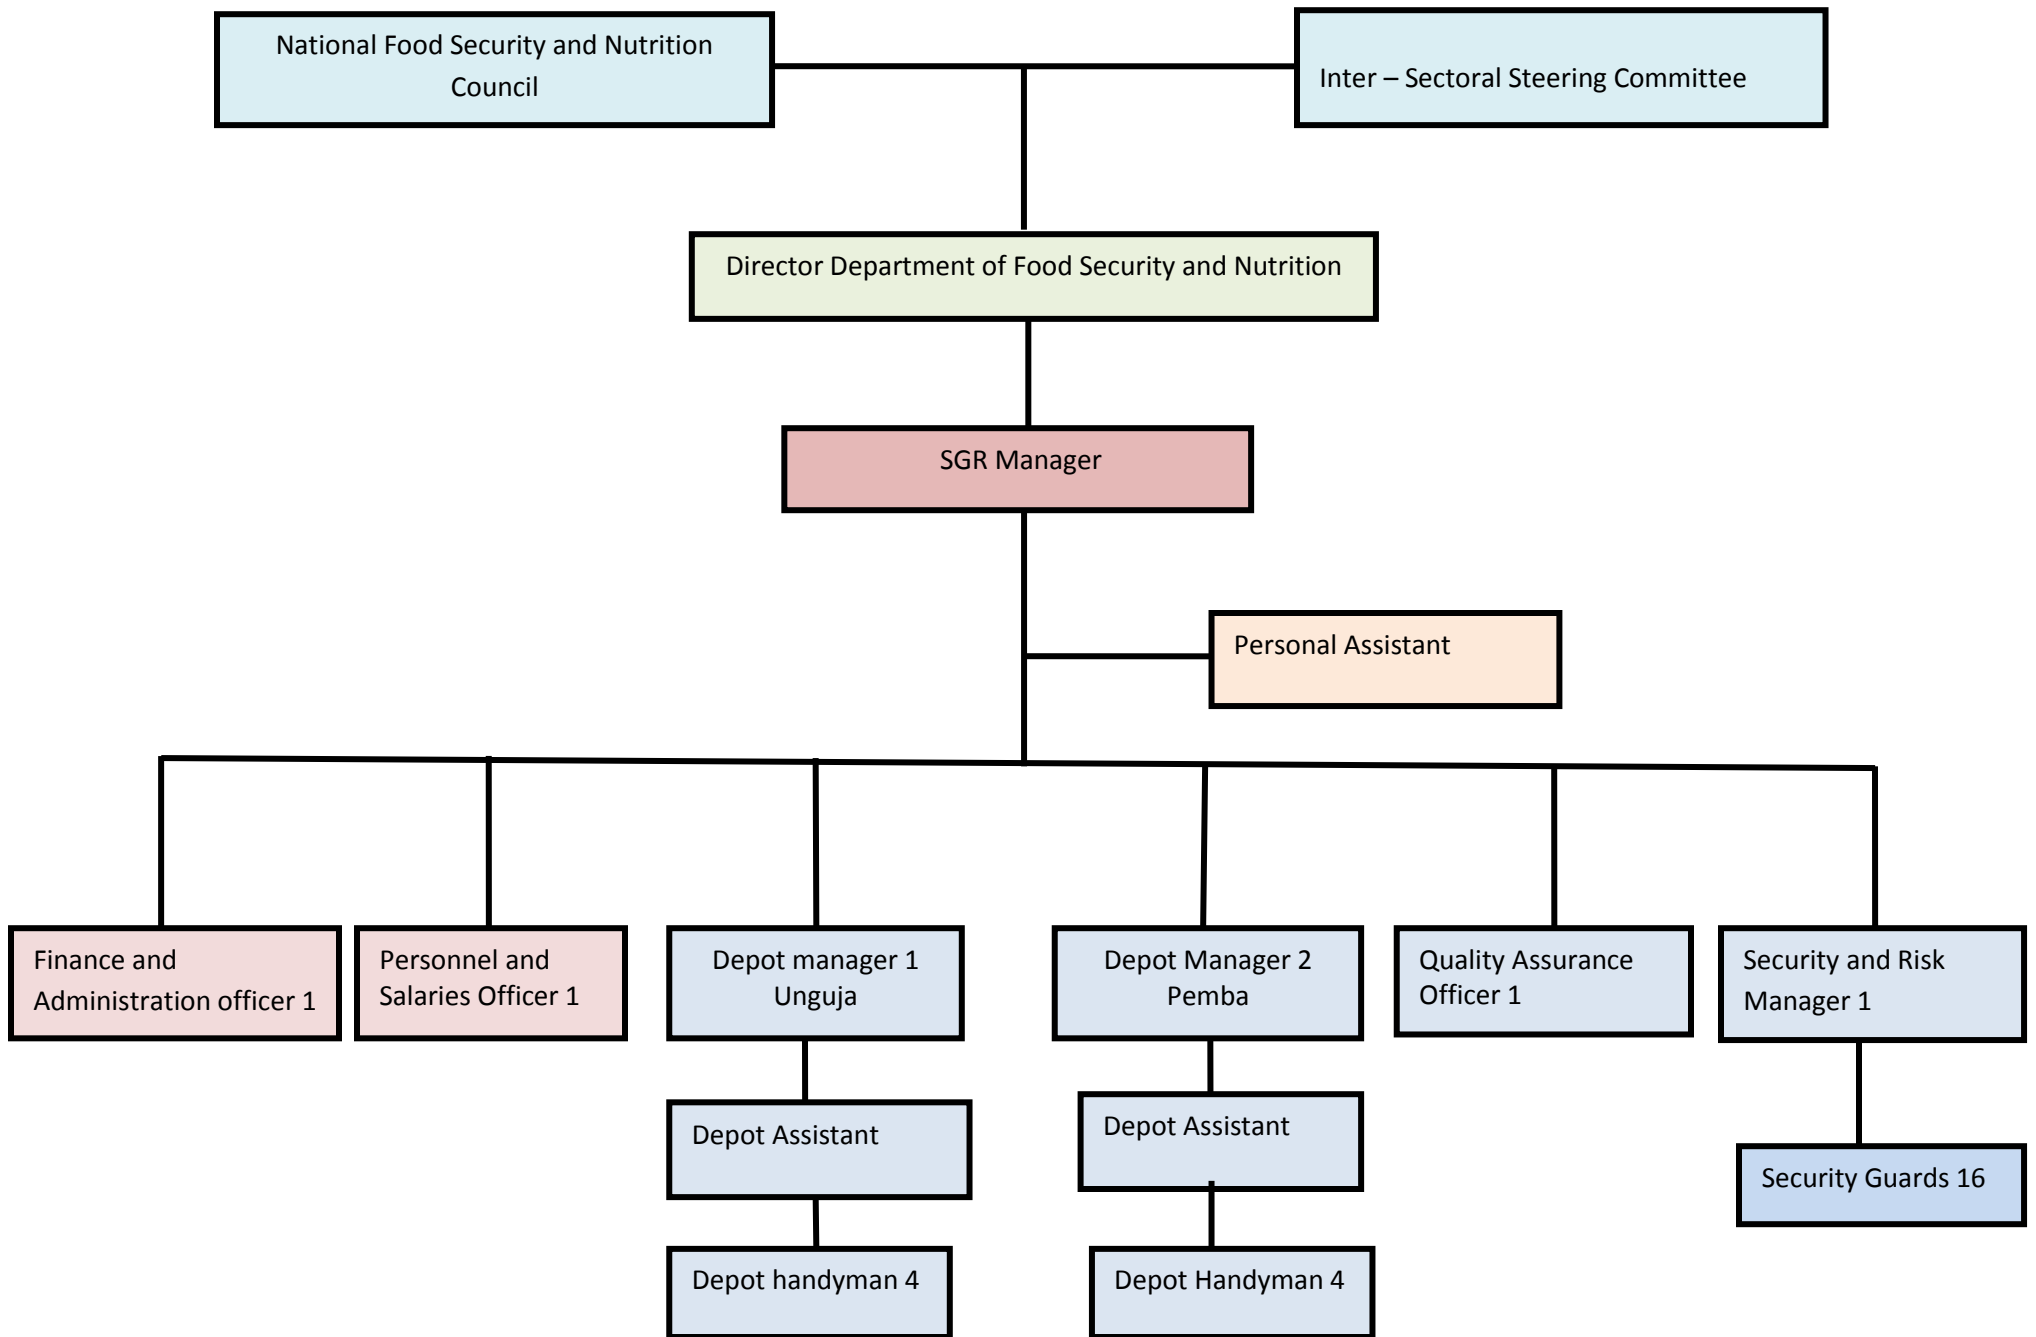 National Food Security and Nutrition
Council
Inter – Sectoral Steering Committee
Director Department of Food Security and Nutrition
SGR Manager
Personal Assistant
Finance and
Administration officer 1
Personnel and
Salaries Officer 1
Depot manager 1
Unguja
Depot Manager 2
Pemba
Quality Assurance
Officer 1
Security and Risk
Manager 1
Depot Assistant
Depot Assistant
Security Guards 16
Depot handyman 4
Depot Handyman 4